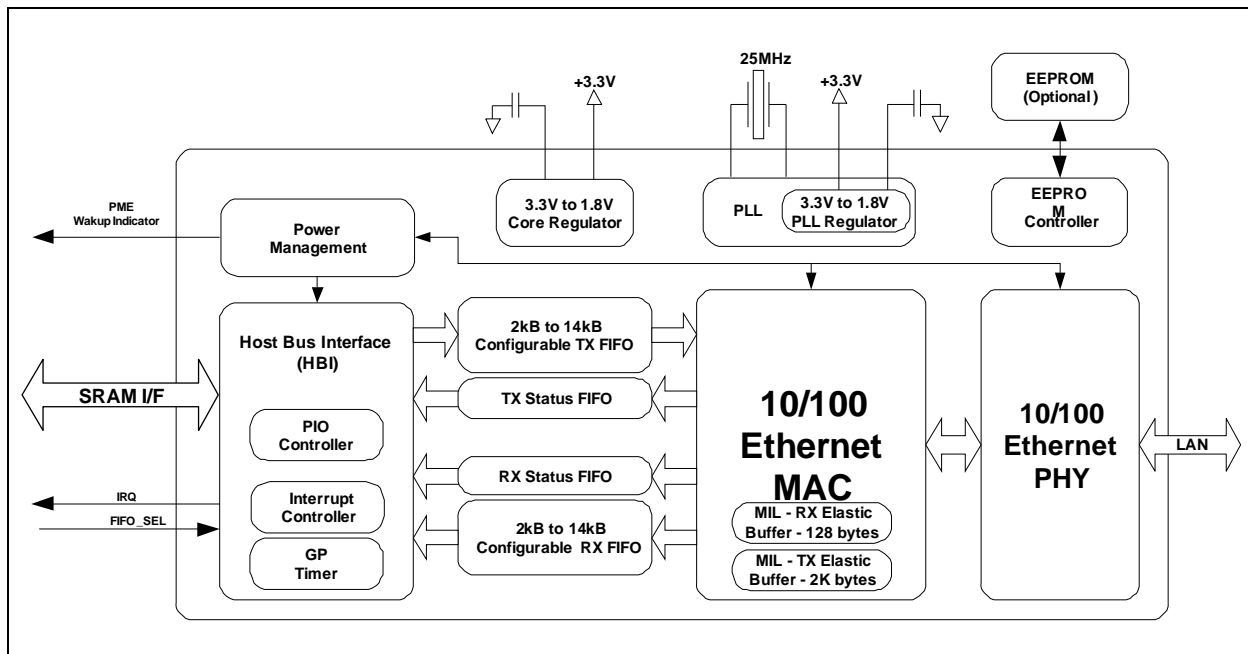 25MHz
+3.3V
+3.3V
EEPROM
(Optional)
3.3V to 1.8V
Core Regulator
PLL
3.3V to 1.8V
PLL Regulator
EEPRO
M
Controller
PME
Wakup Indicator
Power
Management
Host Bus Interface
(HBI)
2kB to 14kB
Configurable TX FIFO
SRAM I/F
TX Status FIFO
PIO
Controller
10/100
Ethernet
MAC
10/100
Ethernet
PHY
LAN
RX Status FIFO
IRQ
FIFO_SEL
Interrupt
Controller
2kB to 14kB
Configurable RX FIFO
GP
Timer
MIL - RX Elastic
Buffer - 128 bytes
MIL - TX Elastic
Buffer - 2K bytes